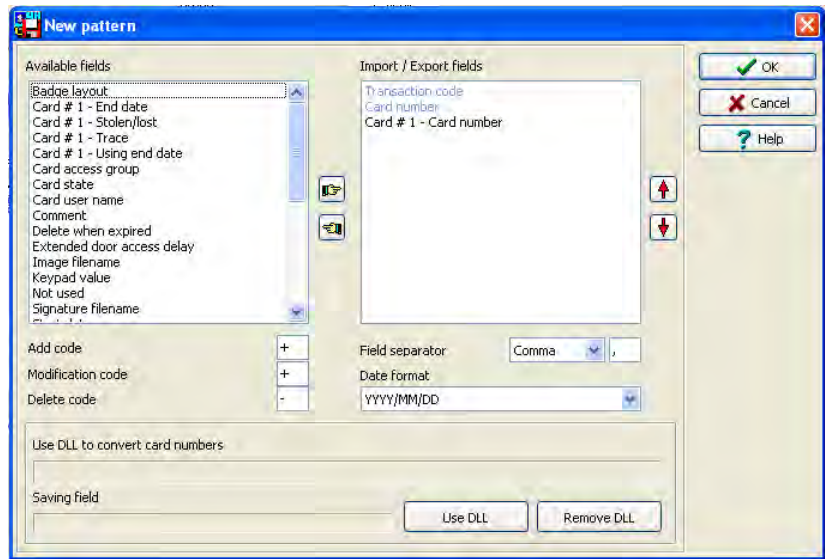 New pattern
Available fields
Import / Export fields
Badge layout
Card # 1 - End date
Card # 1 - Stolen/lost
Card # 1 - Trace
Card # 1 - Using end date
Card access group
Card state
Card user name
Comment
Delete when expired
Extended door access delay
Image filename
Keypad value
Not used
Signature filename
Transaction code
Card number
Card # 1 - Card number
OK
Cancel
? Help
Add code +
Modification code +
Delete code -
Field separator Comma ,
Date format
YYYY/MM/DD
Use DLL to convert card numbers
Saving field
Use DLL
Remove DLL